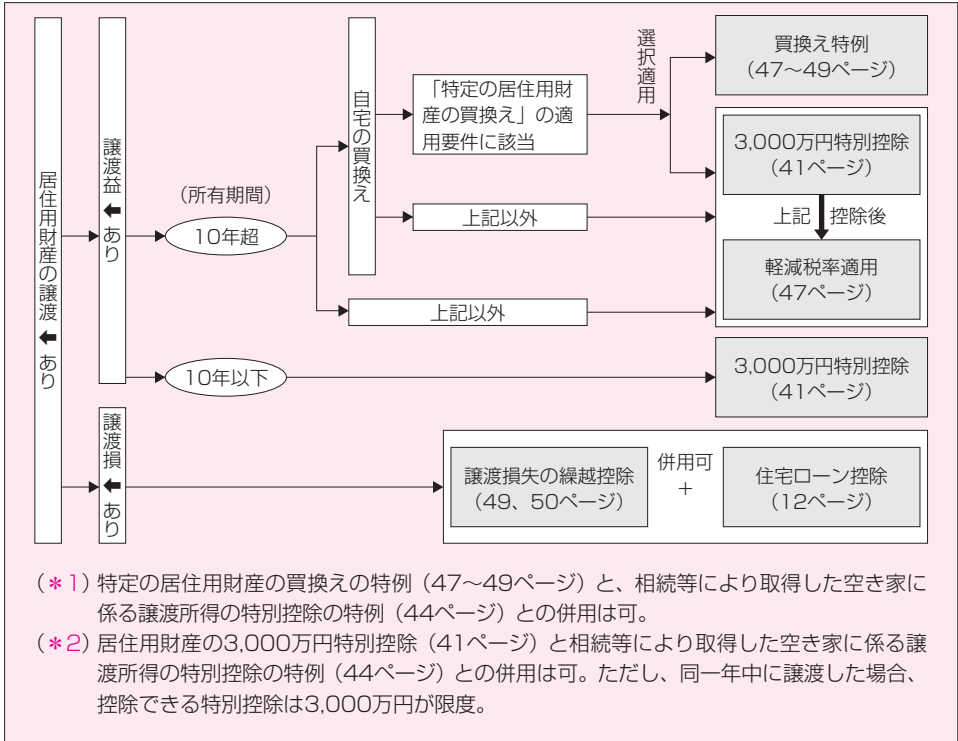 居住用財産の譲渡⬅あり
譲渡益⬅あり
(所有期間)
10年超
自宅の買換え
「特定の居住用財
産の買換え」の適
用要件に該当
選択適用
買換え特例
(47〜49ページ)
3,000万円特別控除
(41ページ)
上記 控除後
軽減税率適用
(47ページ)
上記以外
上記以外
10年以下
3,000万円特別控除
(41ページ)
譲渡損⬅あり
譲渡損失の繰越控除
(49、50ページ)
併用可
+
住宅ローン控除
(12ページ)
(*1) 特定の居住用財産の買換えの特例(47〜49ページ)と、相続等により取得した空き家に
係る譲渡所得の特別控除の特例(44ページ)との併用は可。
(*2) 居住用財産の3,000万円特別控除(41ページ)と相続等により取得した空き家に係る譲
渡所得の特別控除の特例(44ページ)との併用は可。ただし、同一年中に譲渡した場合、
控除できる特別控除は3,000万円が限度。